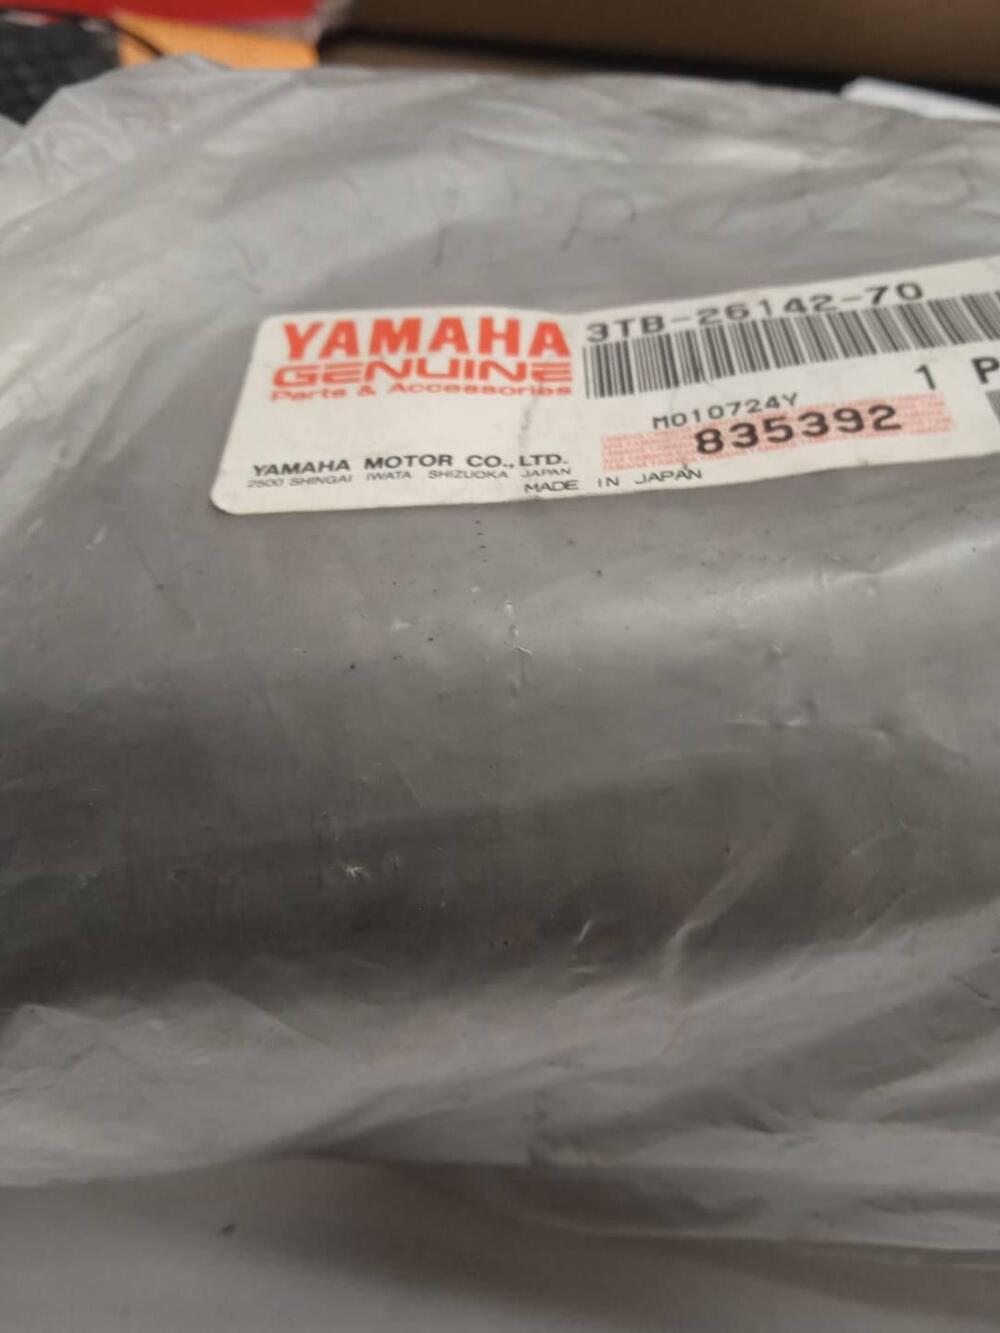 YAMAHA
GENUINE
Parts & Accessories
3TB-26142-70
1 P
M010724Y
835392
YAMAHA MOTOR CO., LTD.
2500 SHINGAI IWATA SHIZUOKA JAPAN
MADE IN JAPAN